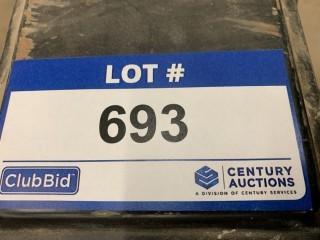 LOT #
693
ClubBid
CENTURY
AUCTIONS
A DIVISION OF CENTURY SERVICES